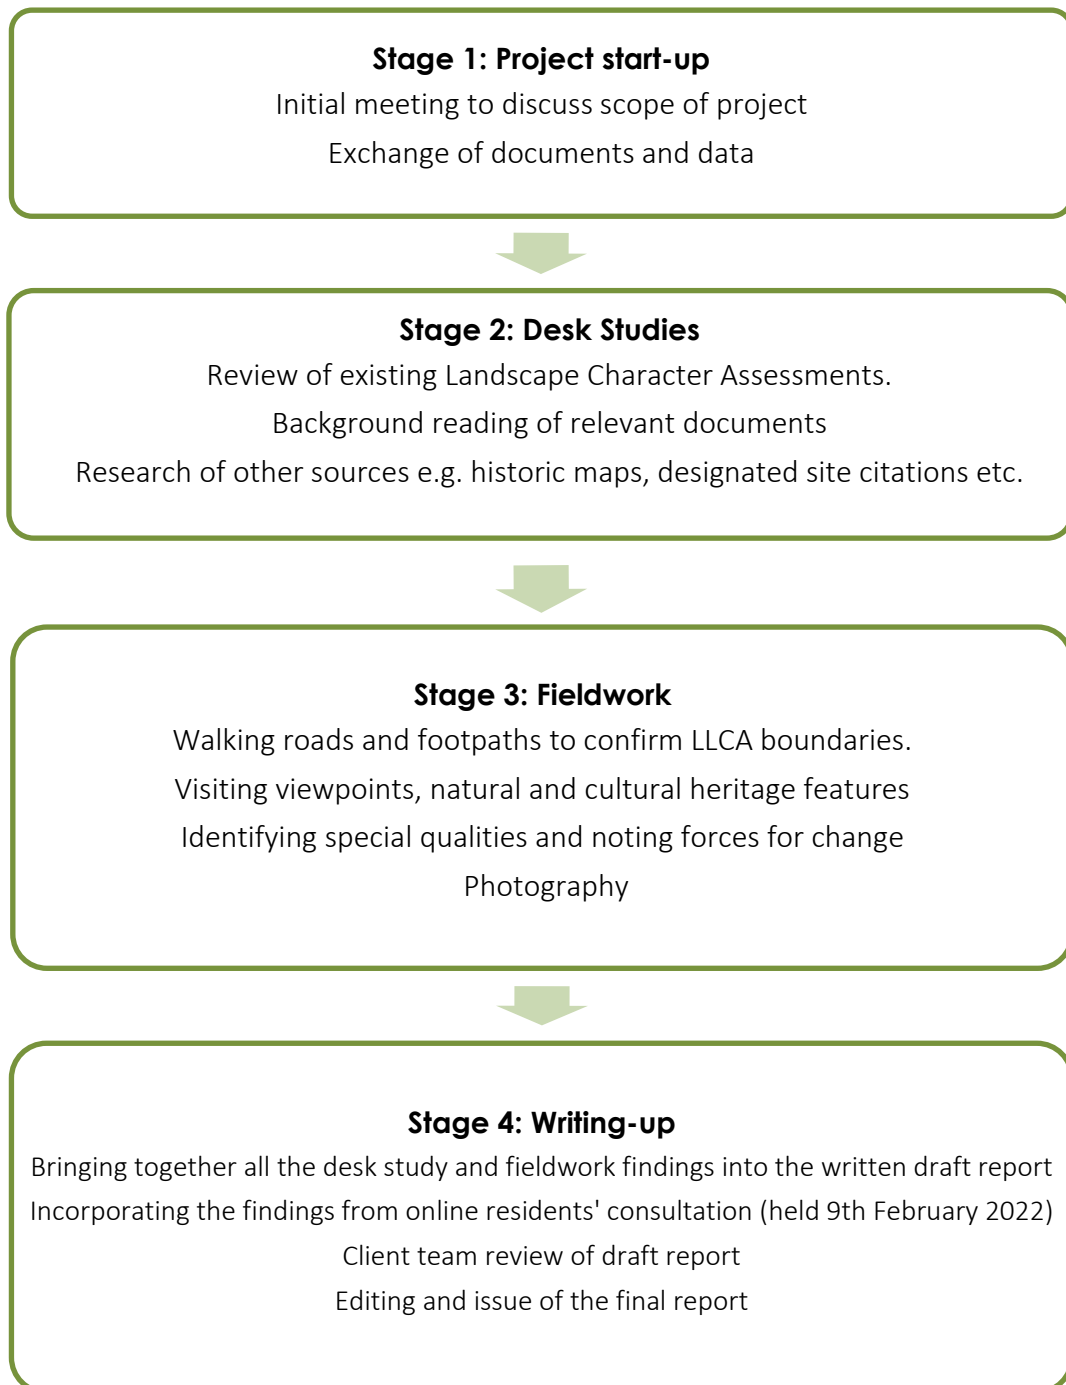 Stage 1: Project start-up
Initial meeting to discuss scope of project
Exchange of documents and data
Stage 2: Desk Studies
Review of existing Landscape Character Assessments.
Background reading of relevant documents
Research of other sources e.g. historic maps, designated site citations etc.
Stage 3: Fieldwork
Walking roads and footpaths to confirm LLCA boundaries.
Visiting viewpoints, natural and cultural heritage features
Identifying special qualities and noting forces for change
Photography
Stage 4: Writing-up
Bringing together all the desk study and fieldwork findings into the written draft report
Incorporating the findings from online residents' consultation (held 9th February 2022)
Client team review of draft report
Editing and issue of the final report